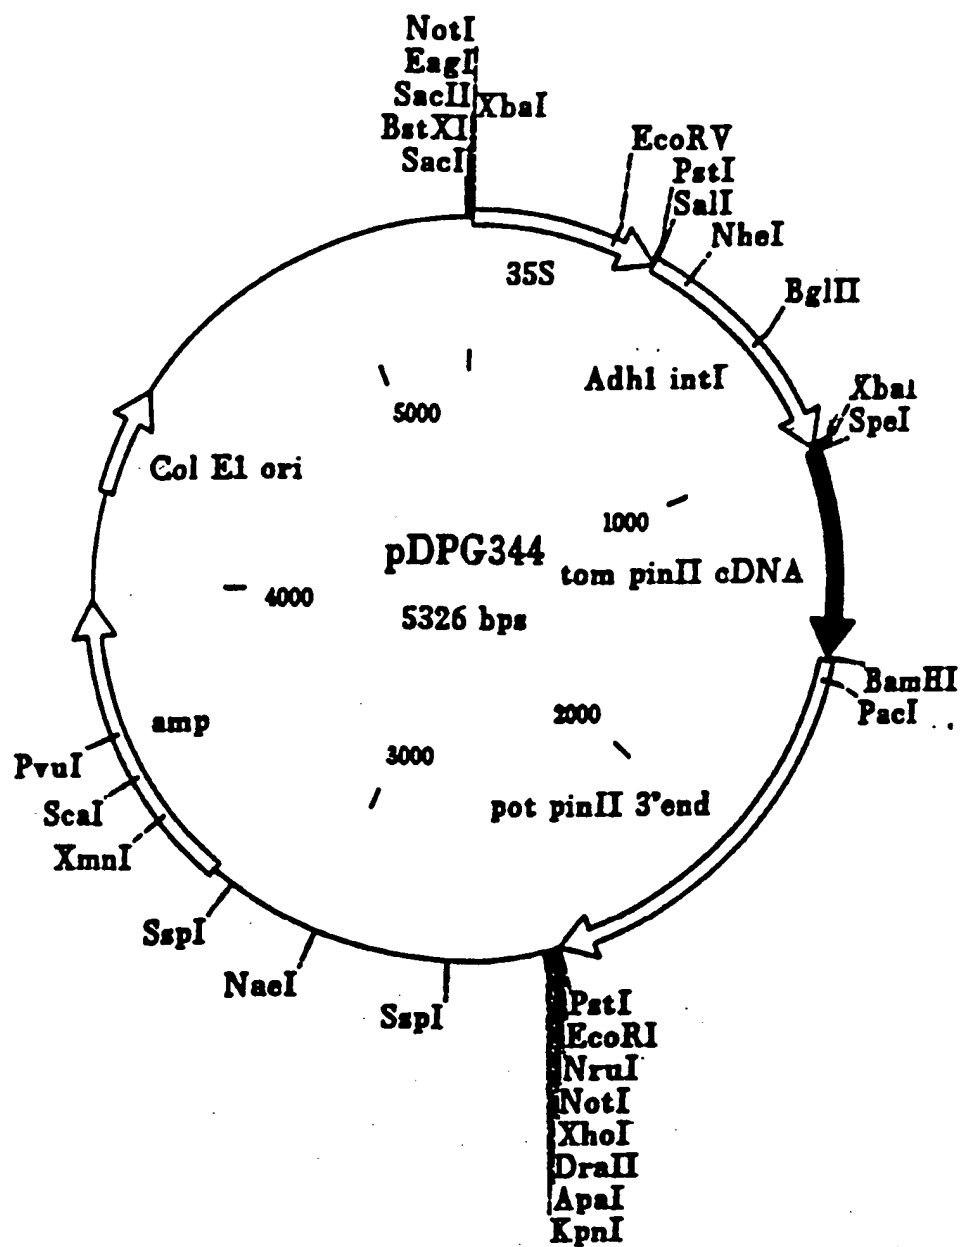 NotI
EagI
SacII
XbaI
BstXI
SacI
EcoRV
PstI
SalI
NheI
35S
BglII
Adh1 intI
XbaI
SpeI
5000
Col E1 ori
1000
pDPG344
tom pinII cDNA
4000
5326 bps
BamHI
PacI
amp
2000
3000
PvuI
ScaI
pot pinII 3'end
XmnI
SspI
NaeI
SspI
PstI
EcoRI
NruI
NotI
XhoI
DraII
ApaI
KpnI